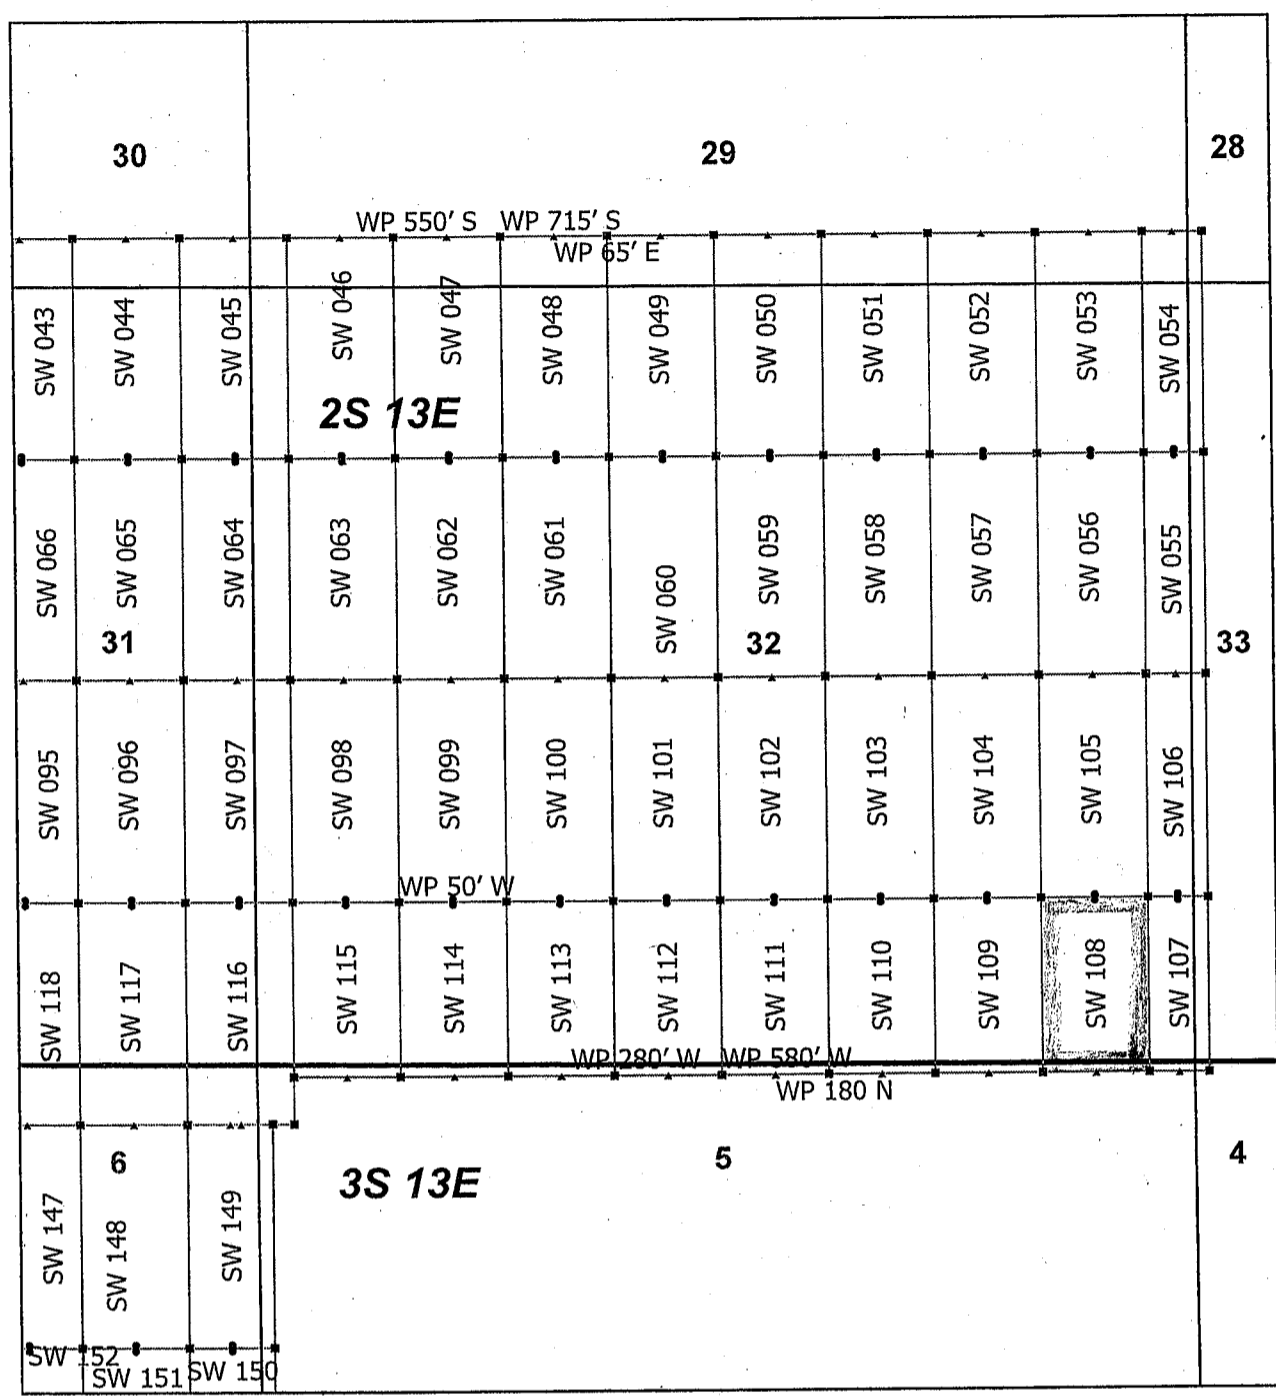 30
29
28
WP 550' S
WP 715' S
WP 65' E
SW 043
SW 044
SW 045
SW 046
SW 047
SW 048
SW 049
SW 050
SW 051
SW 052
SW 053
SW 054
2S 13E
SW 066
SW 065
SW 064
SW 063
SW 062
SW 061
SW 060
SW 059
SW 058
SW 057
SW 056
SW 055
31
32
33
SW 095
SW 096
SW 097
SW 098
SW 099
SW 100
SW 101
SW 102
SW 103
SW 104
SW 105
SW 106
WP 50' W
SW 118
SW 117
SW 116
SW 115
SW 114
SW 113
SW 112
SW 111
SW 110
SW 109
SW 108
SW 107
WP 280' W
WP 580' W
WP 180 N
6
3S 13E
5
4
SW 147
SW 148
SW 149
SW 152
SW 151
SW 150